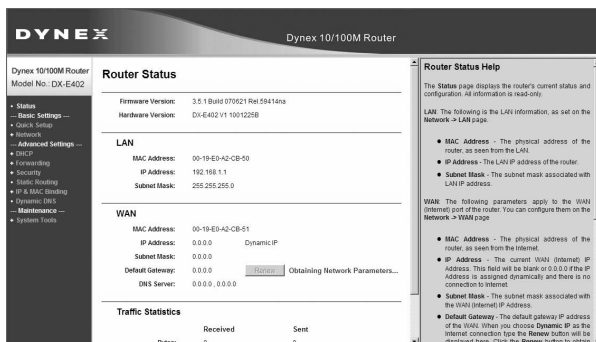 DYNEX
Dynex 10/100M Router
Dynex 10/100M Router
Model No.: DX-E402
• Status
— Basic Settings —
• Quick Setup
+ Network
— Advanced Settings —
+ DHCP
+ Forwarding
+ Security
• Static Routing
+ IP & MAC Binding
• Dynamic DNS
— Maintenance —
+ System Tools
Router Status
Firmware Version: 3.5.1 Build 070621 Rel.59414na
Hardware Version: DX-E402 V1 1001225B
LAN
MAC Address: 00-19-E0-A2-CB-50
IP Address: 192.168.1.1
Subnet Mask: 255.255.255.0
WAN
MAC Address: 00-19-E0-A2-CB-51
IP Address: 0.0.0.0 Dynamic IP
Subnet Mask: 0.0.0.0
Default Gateway: 0.0.0.0 Renew Obtaining Network Parameters...
DNS Server: 0.0.0.0 , 0.0.0.0
Traffic Statistics
Received Sent
Router Status Help
The Status page displays the router's current status and
configuration. All information is read-only.
LAN: The following is the LAN information, as set on the
Network -> LAN page.
• MAC Address - The physical address of the
router, as seen from the LAN.
• IP Address - The LAN IP address of the router.
• Subnet Mask - The subnet mask associated with
LAN IP address.
WAN: The following parameters apply to the WAN
(Internet) port of the router. You can configure them on the
Network -> WAN page
• MAC Address - The physical address of the
router, as seen from the Internet.
• IP Address - The current WAN (Internet) IP
Address. This field will be blank or 0.0.0.0 if the IP
Address is assigned dynamically and there is no
connection to Internet
• Subnet Mask - The subnet mask associated with
the WAN (Internet) IP Address.
• Default Gateway - The default gateway IP address
of the WAN. When you choose Dynamic IP as the
Internet connection type the Renew button will be
displayed here. Click the Renew button to obtain